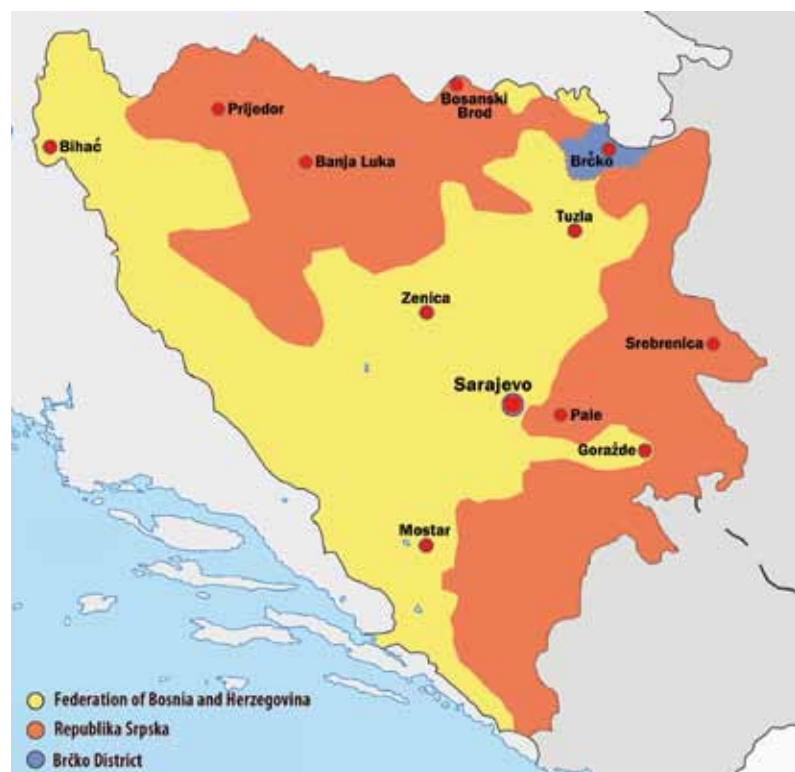 Prijedor
Bosanski
Brod
Bihać
Banja Luka
Brčko
Tuzla
Zenica
Srebrenica
Sarajevo
Pale
Goražde
Mostar
Federation of Bosnia and Herzegovina
Republika Srpska
Brčko District